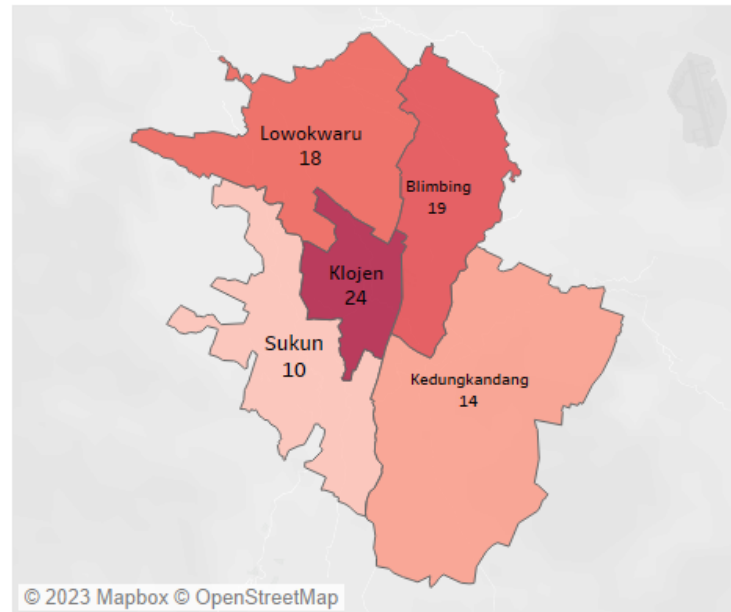 Lowokwaru
18
Blimbing
19
Klojen
24
Sukun
10
Kedungkandang
14
© 2023 Mapbox © OpenStreetMap